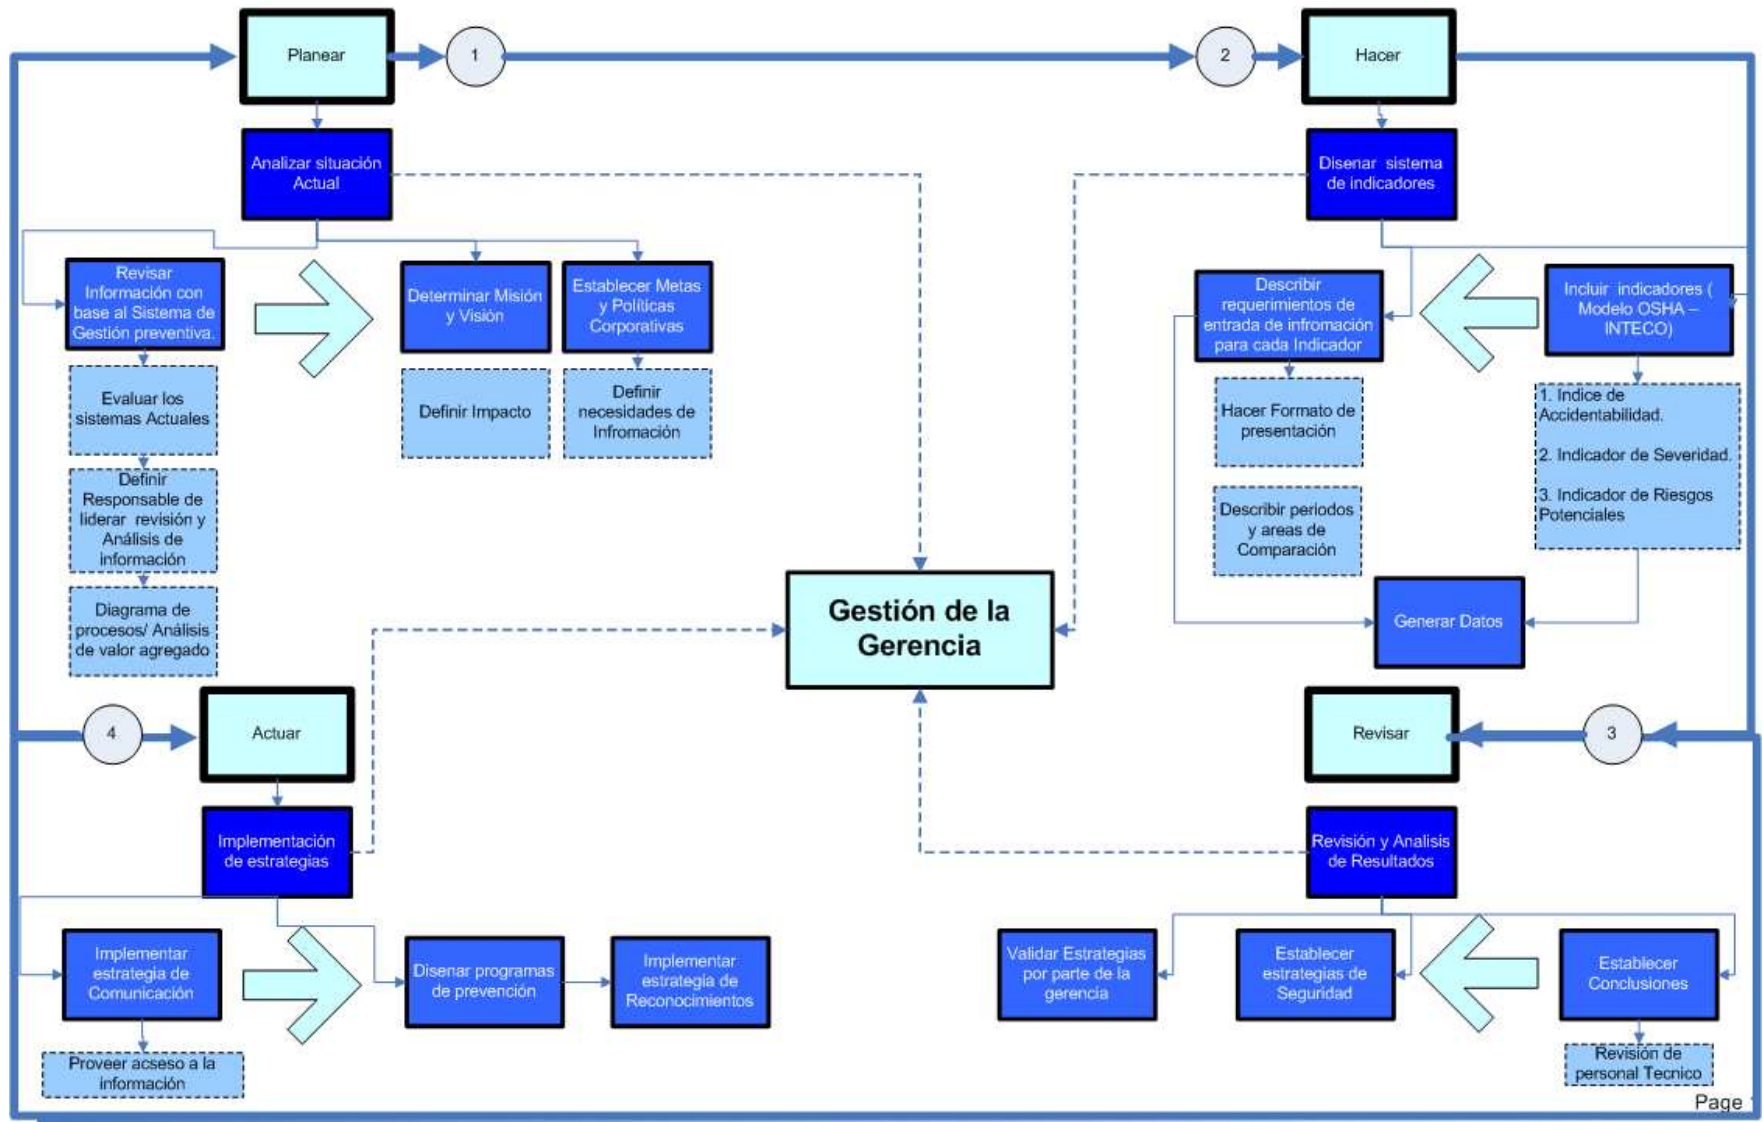 Planear
1
2
Hacer
Analizar situación
Actual
Disenar sistema
de indicadores
Revisar
Información con
base al Sistema de
Gestión preventiva.
Determinar Misión
y Visión
Establecer Metas
y Políticas
Corporativas
Describir
requerimientos de
entrada de infromación
para cada Indicador
Incluir indicadores (
Modelo OSHA –
INTECO)
Evaluar los
sistemas Actuales
Definir Impacto
Definir
necesidades de
Infromación
Hacer Formato de
presentación
1. Indice de
Accidentabilidad.
2. Indicador de Severidad.
3. Indicador de Riesgos
Potenciales
Definir
Responsable de
liderar revisión y
Análisis de
información
Describir periodos
y areas de
Comparación
Diagrama de
procesos/ Análisis
de valor agregado
Gestión de la
Gerencia
Generar Datos
4
Actuar
Revisar
3
Implementación
de estrategias
Revisión y Analisis
de Resultados
Implementar
estrategia de
Comunicación
Disenar programas
de prevención
Implementar
estrategia de
Reconocimientos
Validar Estrategias
por parte de la
gerencia
Establecer
estrategias de
Seguridad
Establecer
Conclusiones
Proveer acseso a la
información
Revisión de
personal Tecnico
Page